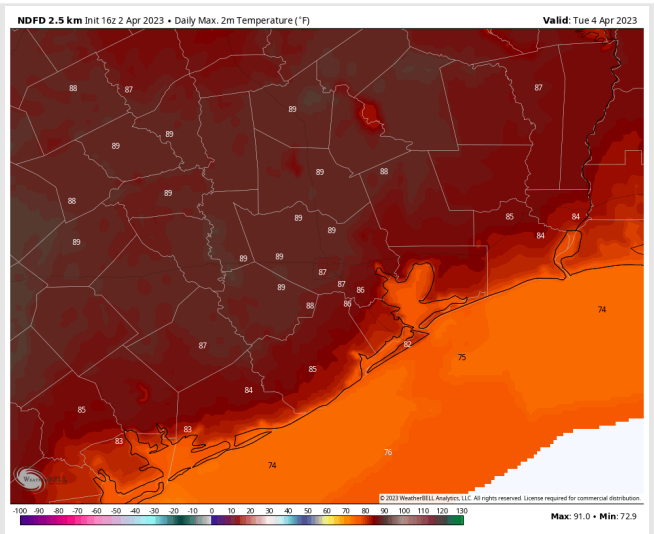 NDFD 2.5 km Init 16z 2 Apr 2023 • Daily Max. 2m Temperature (°F)
Valid: Tue 4 Apr 2023
88 87 87
89
89
89
89 88
89
88
89 85 84
89 84
89
89 89
87
89 87 86
88 86 74
87 82
75
85
84
85
83
83
76
74
© 2023 WeatherBELL Analytics, LLC. All rights reserved. License required for commercial distribution.
-100 -90 -80 -70 -60 -50 -40 -30 -20 -10 0 10 20 30 40 50 60 70 80 90 100 110 120 130
Max: 91.0 • Min: 72.9